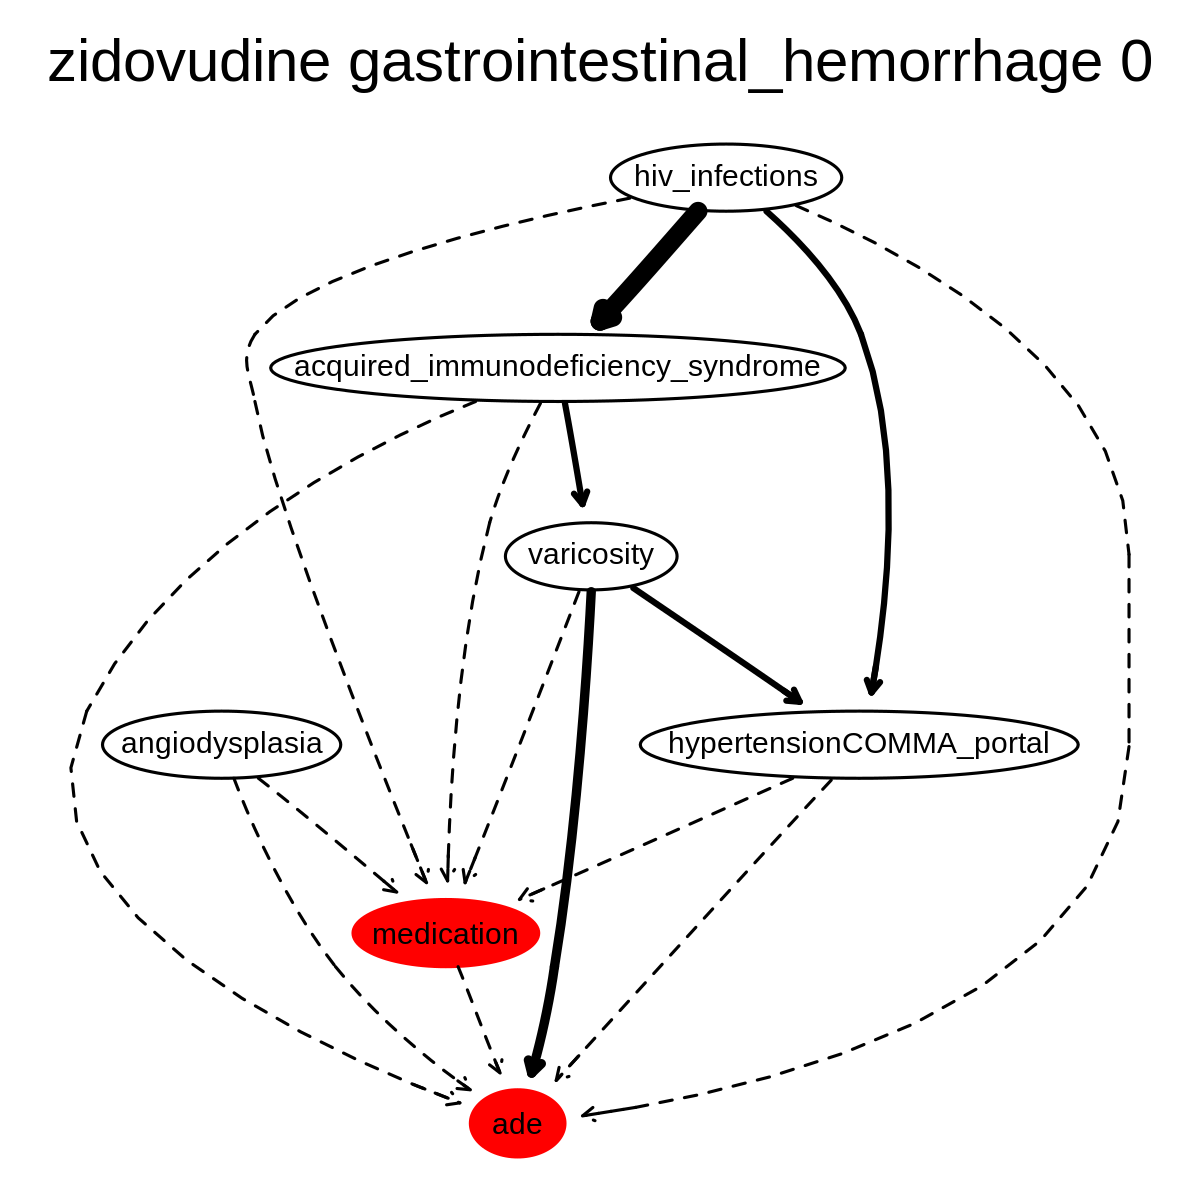 zidovudine gastrointestinal_hemorrhage 0
hiv_infections
acquired_immunodeficiency_syndrome
varicosity
angiodysplasia
hypertensionCOMMA_portal
medication
ade